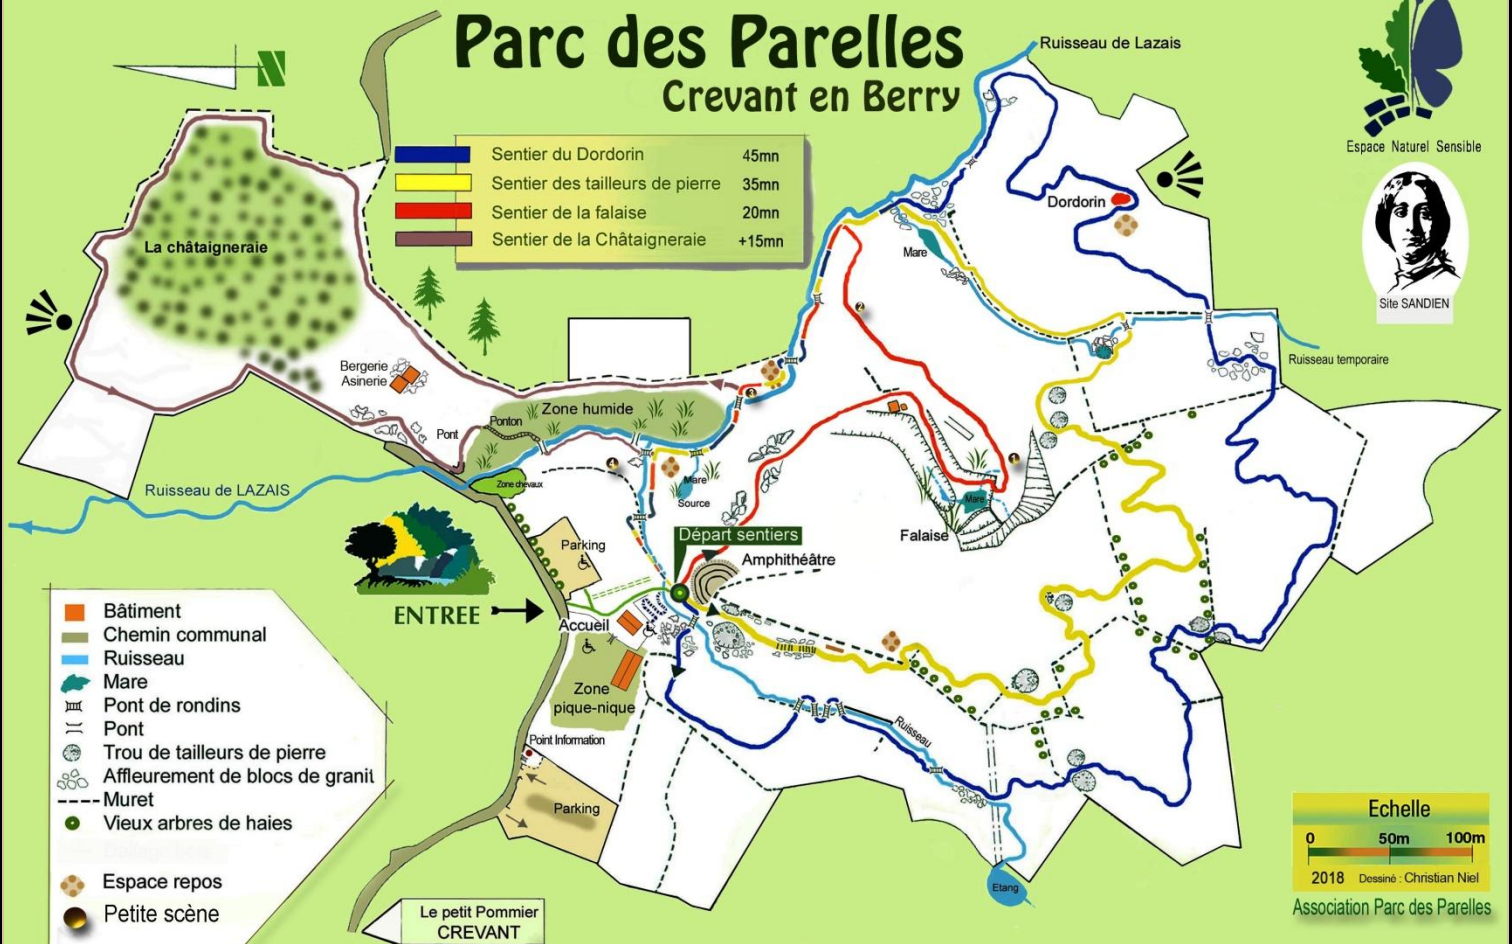 Parc des Parelles
Crevant en Berry
Ruisseau de Lazais
Espace Naturel Sensible
N
Sentier du Dordorin 45mn
Sentier des tailleurs de pierre 35mn
Sentier de la falaise 20mn
Sentier de la Châtaigneraie +15mn
Dordorin
La châtaigneraie
Mare
Site SANDIEN
2
Ruisseau temporaire
Bergerie
Asinerie
3
Zone humide
Ponton
Pont
4
1
Zone chevaux
Mare
Source
Mare
Ruisseau de LAZAIS
Falaise
Départ sentiers
Parking
Amphithéâtre
ENTREE
Accueil
Zone
pique-nique
Ruisseau
Point Information
Parking
Etang
Bâtiment
Chemin communal
Ruisseau
Mare
Pont de rondins
Pont
Trou de tailleurs de pierre
Affleurement de blocs de granit
Muret
Vieux arbres de haies
Espace repos
Petite scène
Le petit Pommier
CREVANT
Echelle
0 50m 100m
2018 Dessiné : Christian Niel
Association Parc des Parelles